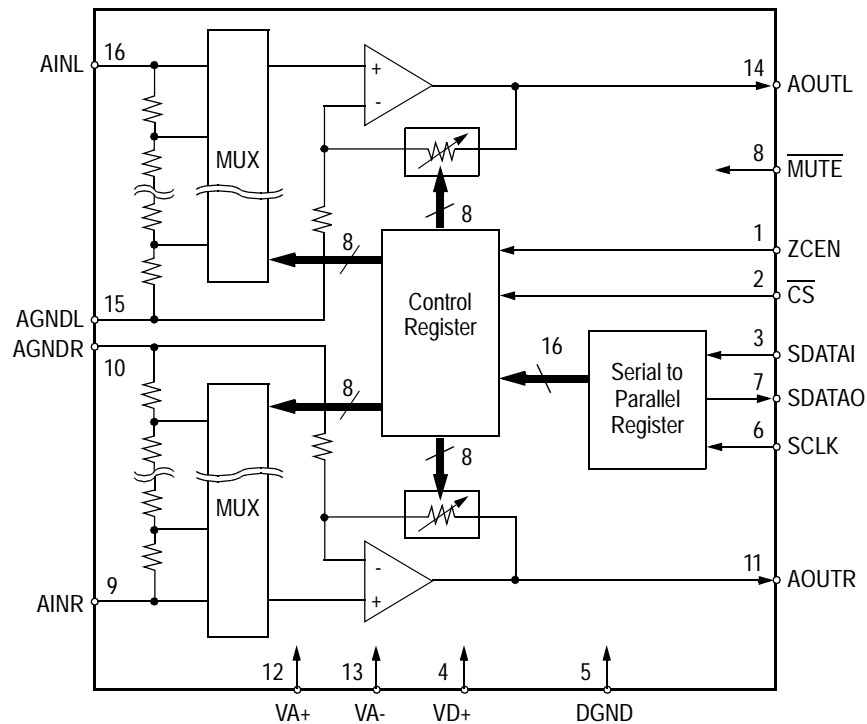 AINL
16
MUX
+
-
14
AOUTL
8
MUTE
8
8
1
ZCEN
2
CS
Control
Register
15
AGNDL
AGNDR
10
16
Serial to
Parallel
Register
3
SDATAI
7
SDATAO
6
SCLK
8
8
MUX
-
+
11
AOUTR
9
AINR
12
13
4
5
VA+
VA-
VD+
DGND